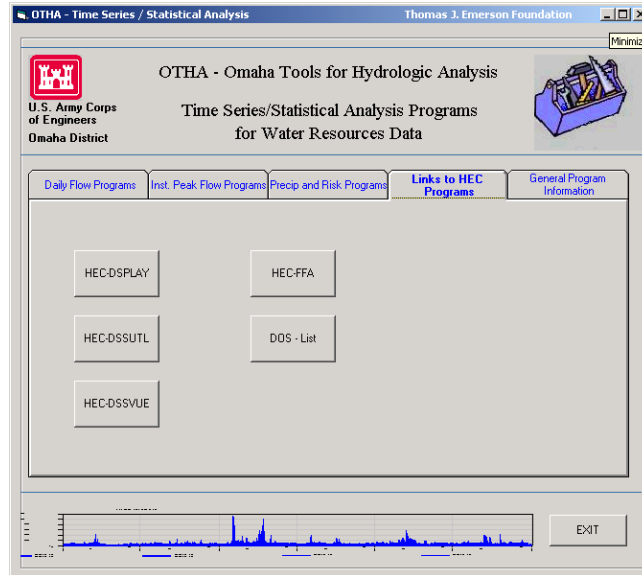 OTHA - Time Series / Statistical Analysis Thomas J. Emerson Foundation
Minimiz
U.S. Army Corps
of Engineers
Omaha District
OTHA - Omaha Tools for Hydrologic Analysis
Time Series/Statistical Analysis Programs
for Water Resources Data
Daily Flow Programs
Inst. Peak Flow Programs
Precip and Risk Programs
Links to HEC
Programs
General Program
Information
HEC-DSPLAY
HEC-FFA
HEC-DSSUTL
DOS - List
HEC-DSSVUE
EXIT